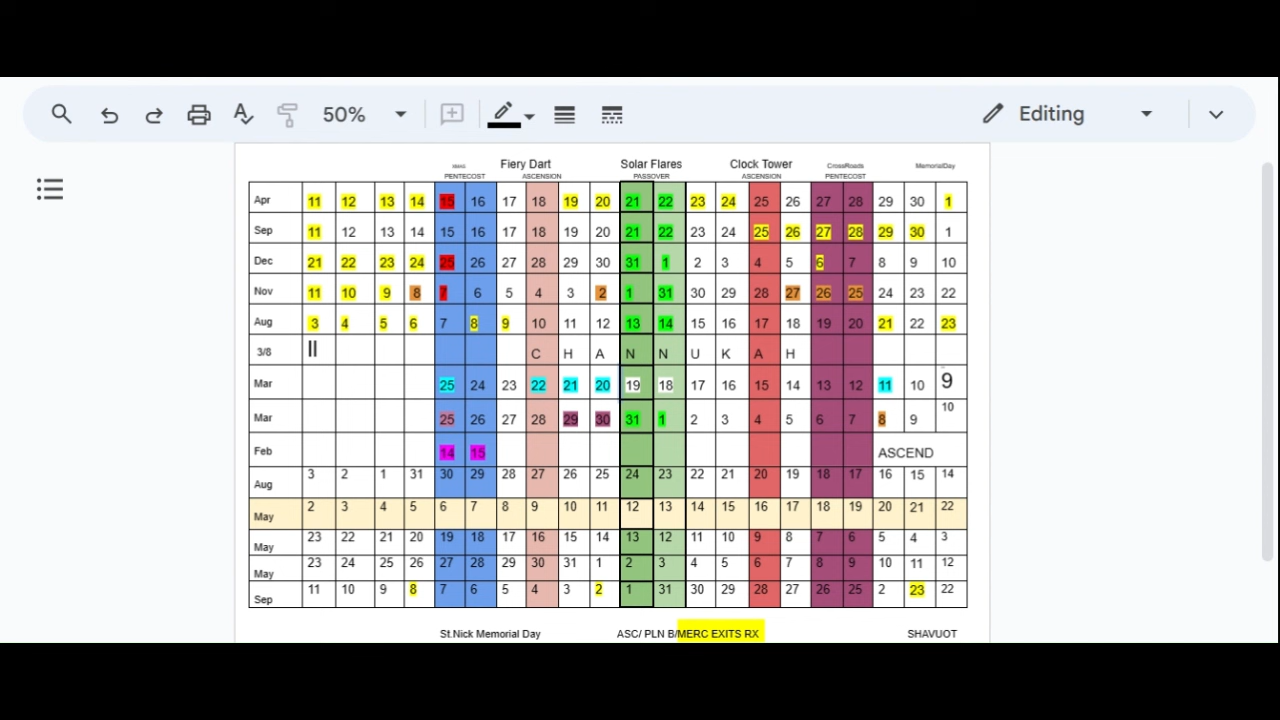 50%
Editing
Fiery Dart Solar Flares Clock Tower CrossRoads MemorialDay
PENTECOST ASCENSION PASSOVER ASCENSION PENTECOST
Apr 11 12 13 14 15 16 17 18 19 20 21 22 23 24 25 26 27 28 29 30 1
Sep 11 12 13 14 15 16 17 18 19 20 21 22 23 24 25 26 27 28 29 30 1
Dec 21 22 23 24 25 26 27 28 29 30 31 1 2 3 4 5 6 7 8 9 10
Nov 11 10 9 8 7 6 5 4 3 2 1 31 30 29 28 27 26 25 24 23 22
Aug 3 4 5 6 7 8 9 10 11 12 13 14 15 16 17 18 19 20 21 22 23
3/8 II C H A N N U K A H
Mar 25 24 23 22 21 20 19 18 17 16 15 14 13 12 11 10 9
Mar 25 26 27 28 29 30 31 1 2 3 4 5 6 7 8 9 10
Feb 14 15 ASCEND
Aug 3 2 1 31 30 29 28 27 26 25 24 23 22 21 20 19 18 17 16 15 14
May 2 3 4 5 6 7 8 9 10 11 12 13 14 15 16 17 18 19 20 21 22
May 23 22 21 20 19 18 17 16 15 14 13 12 11 10 9 8 7 6 5 4 3
May 23 24 25 26 27 28 29 30 31 1 2 3 4 5 6 7 8 9 10 11 12
Sep 11 10 9 8 7 6 5 4 3 2 1 31 30 29 28 27 26 25 2 23 22
St.Nick Memorial Day ASC/ PLN B/MERC EXITS RX SHAVUOT